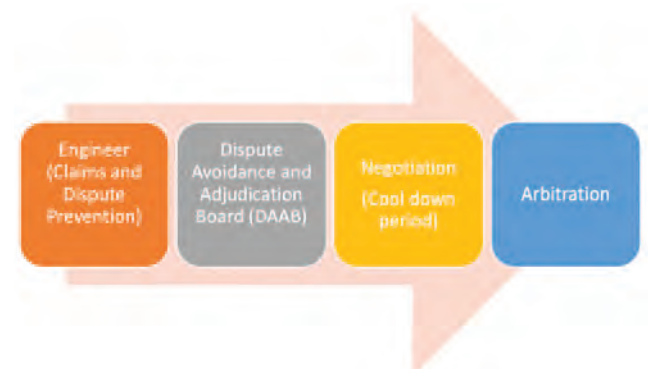 Engineer
(Claims and
Dispute
Prevention)
Dispute
Avoidance and
Adjudication
Board (DAAB)
Negotiation
(Cool down
period)
Arbitration